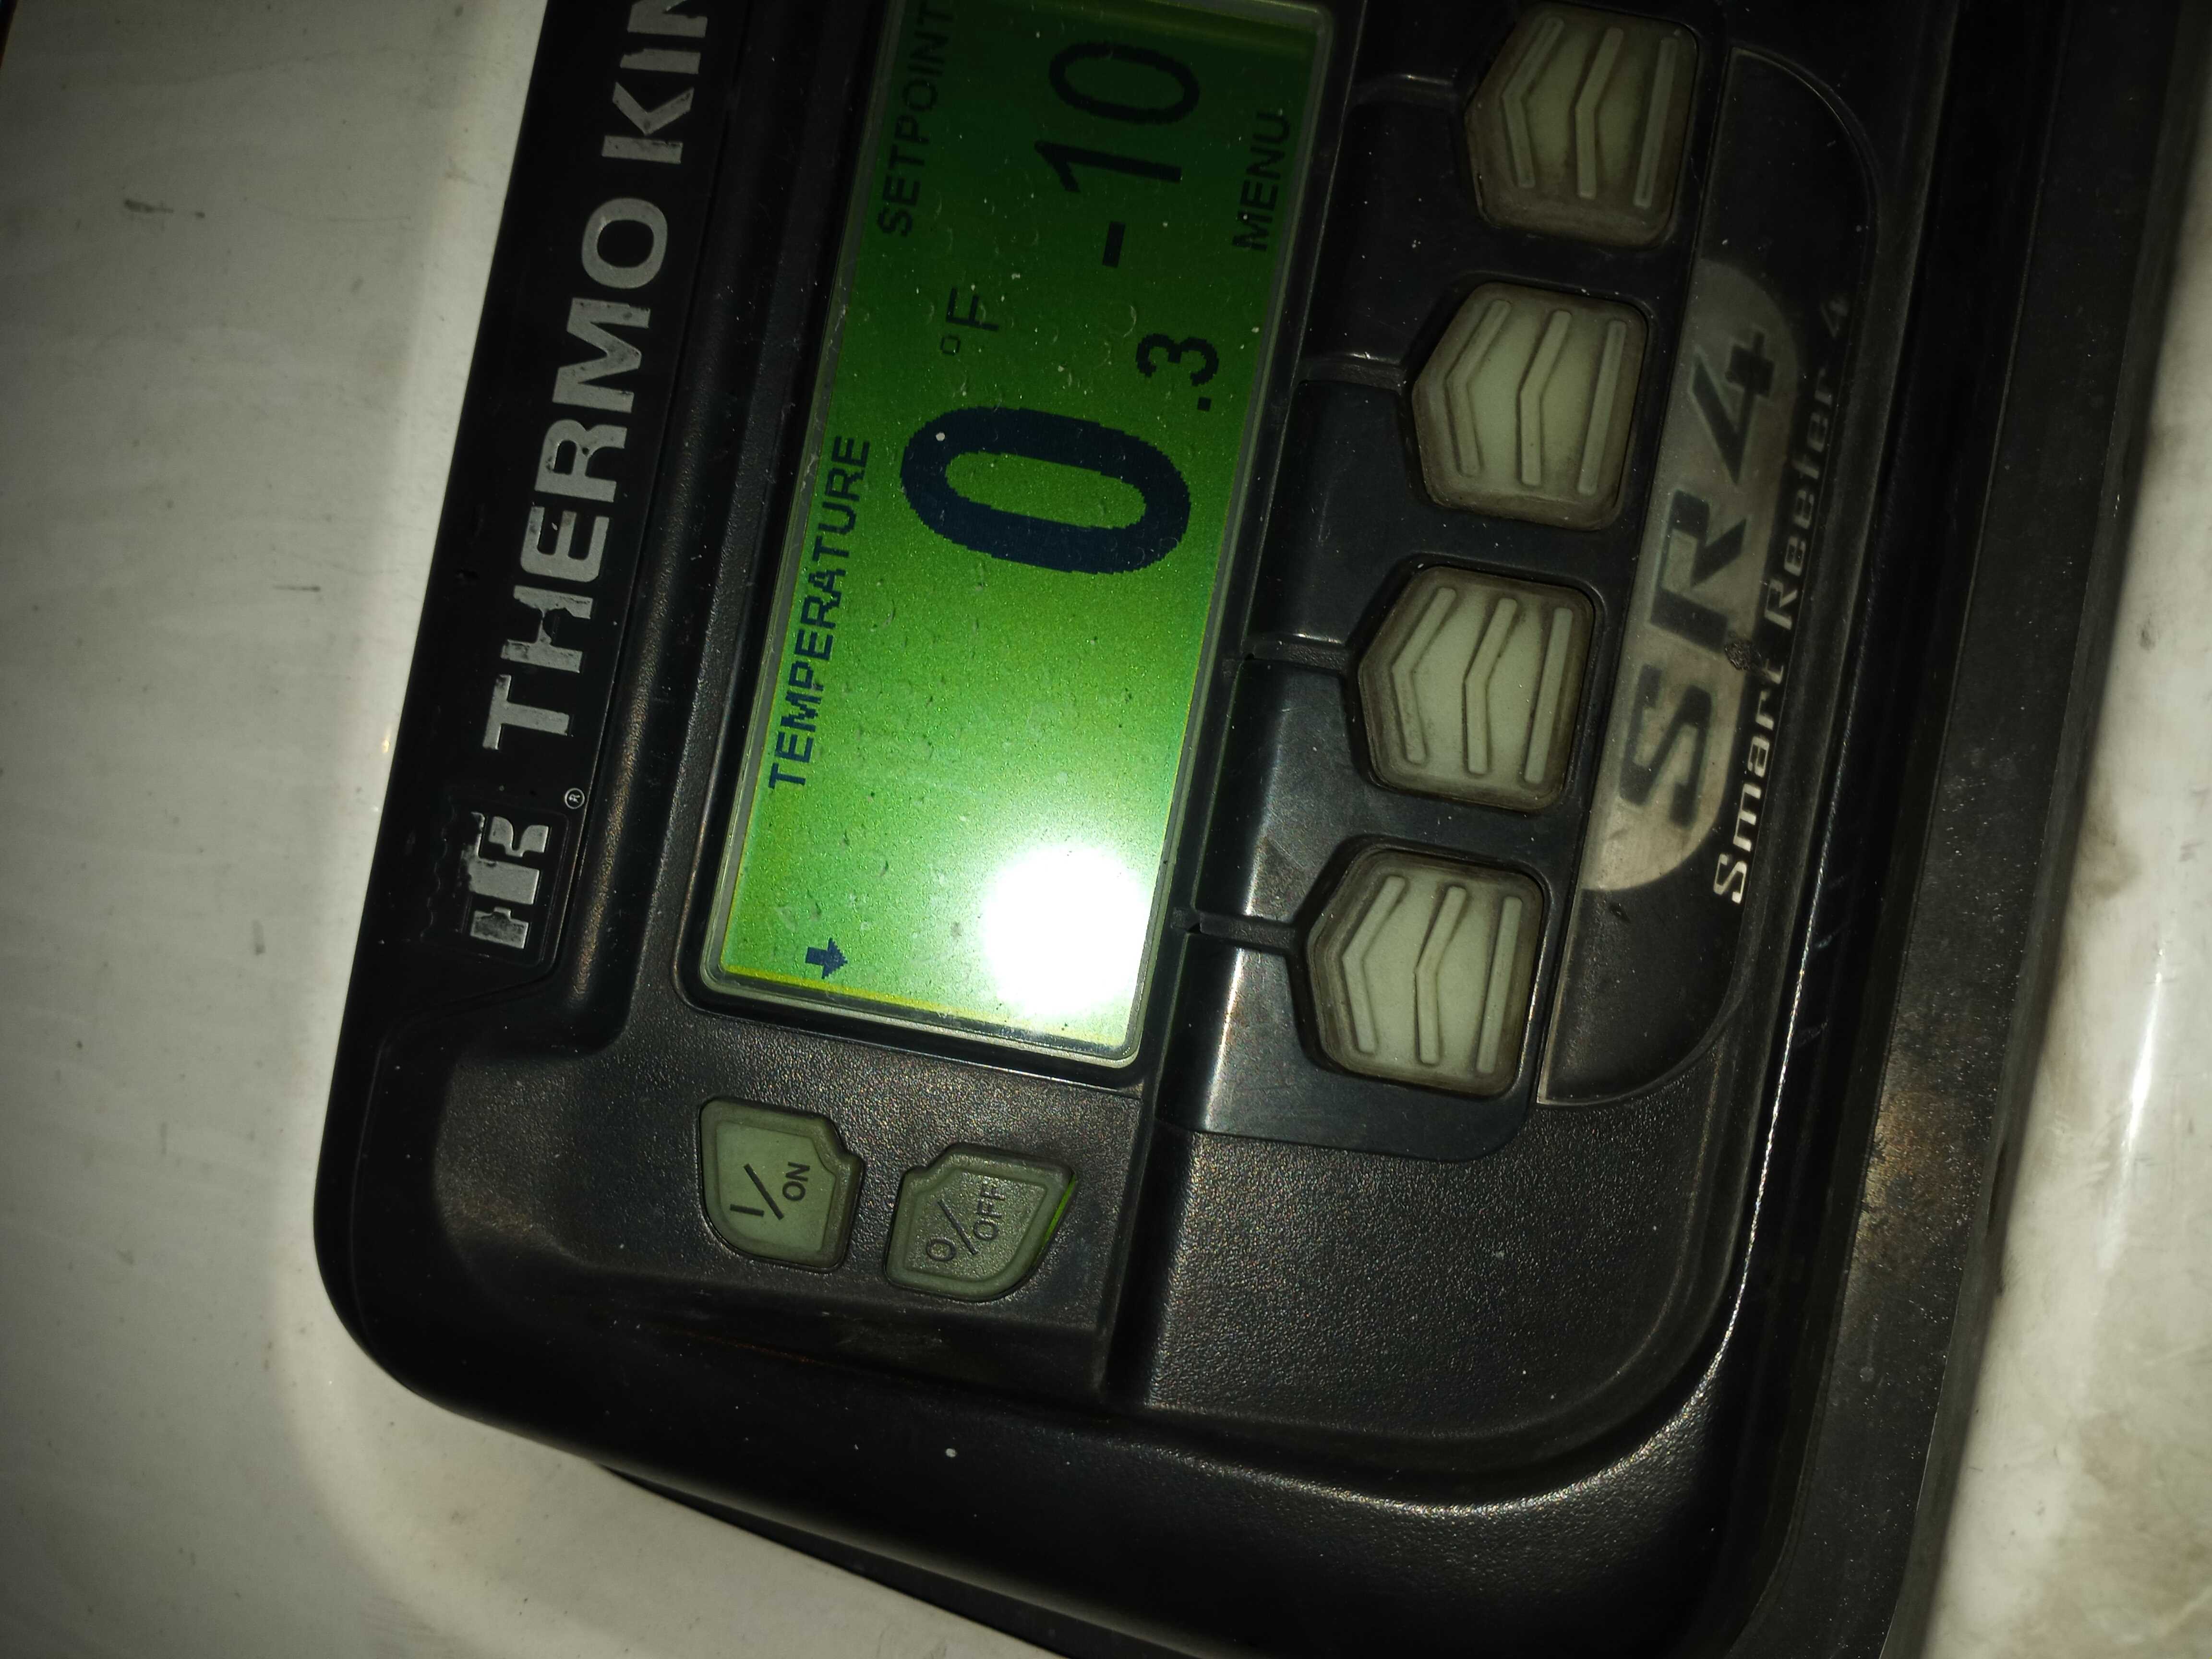 ® THERMO KIN
I/ON
O/OFF
TEMPERATURE
SETPOINT
0.3 °F
-10
MENU
SR4
Smart Reefer 4